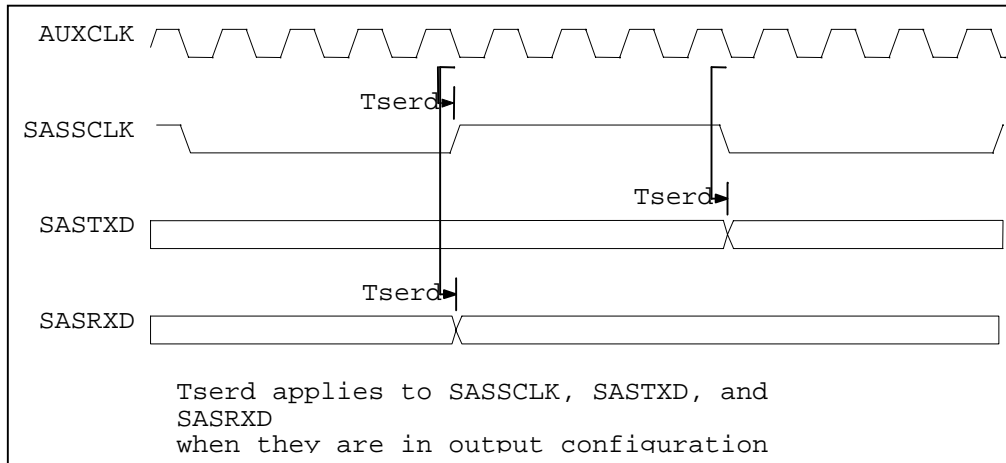 AUXCLK
Tserd
SASSCLK
Tserd
SASTXD
Tserd
SASRXD
Tserd applies to SASSCLK, SASTXD, and
SASRXD
when they are in output configuration